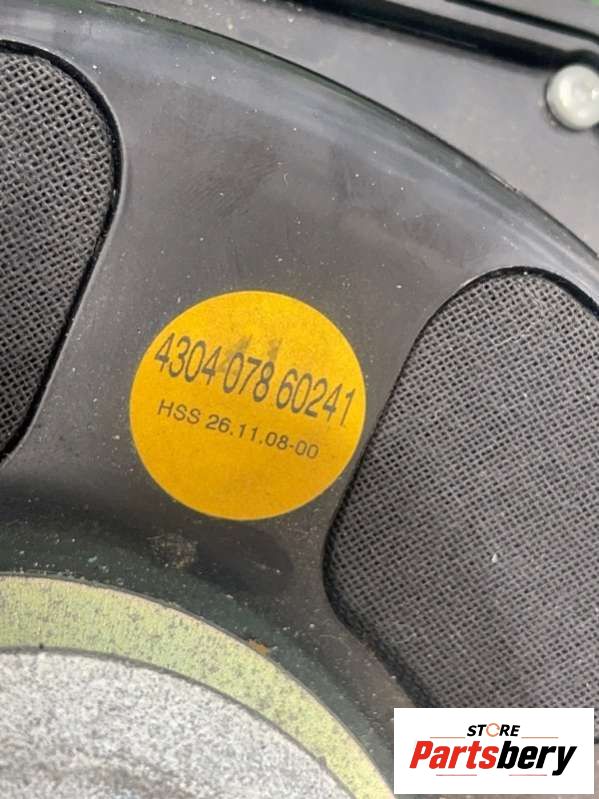 4304 078 60241
HSS 26.11.08-00
STORE
Partsbery